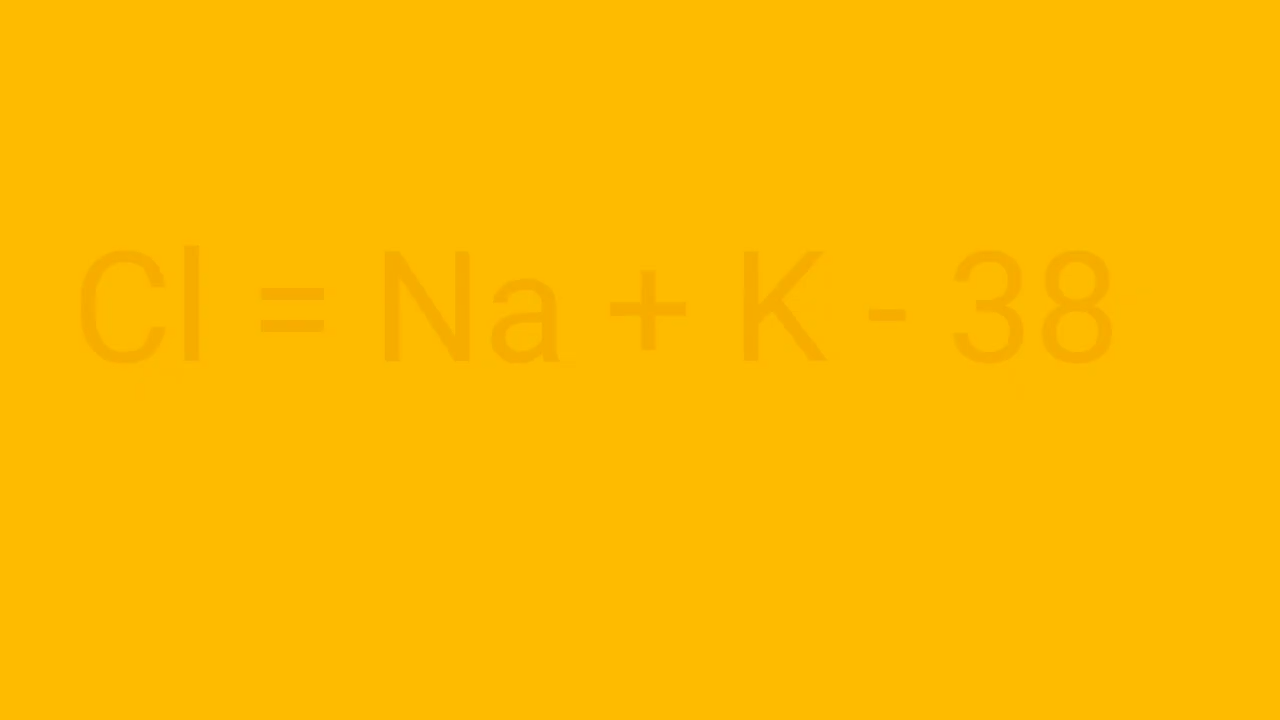 Cl = Na + K - 38